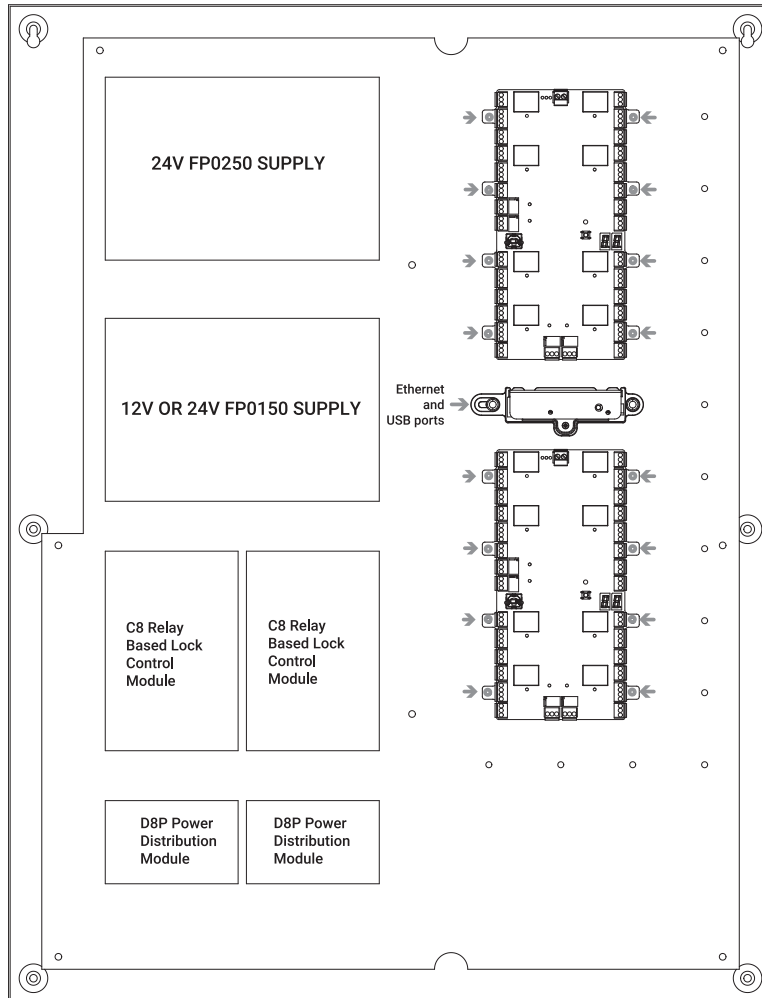 24V FP0250 SUPPLY
12V OR 24V FP0150 SUPPLY
Ethernet
and
USB ports
C8 Relay
Based Lock
Control
Module
C8 Relay
Based Lock
Control
Module
D8P Power
Distribution
Module
D8P Power
Distribution
Module